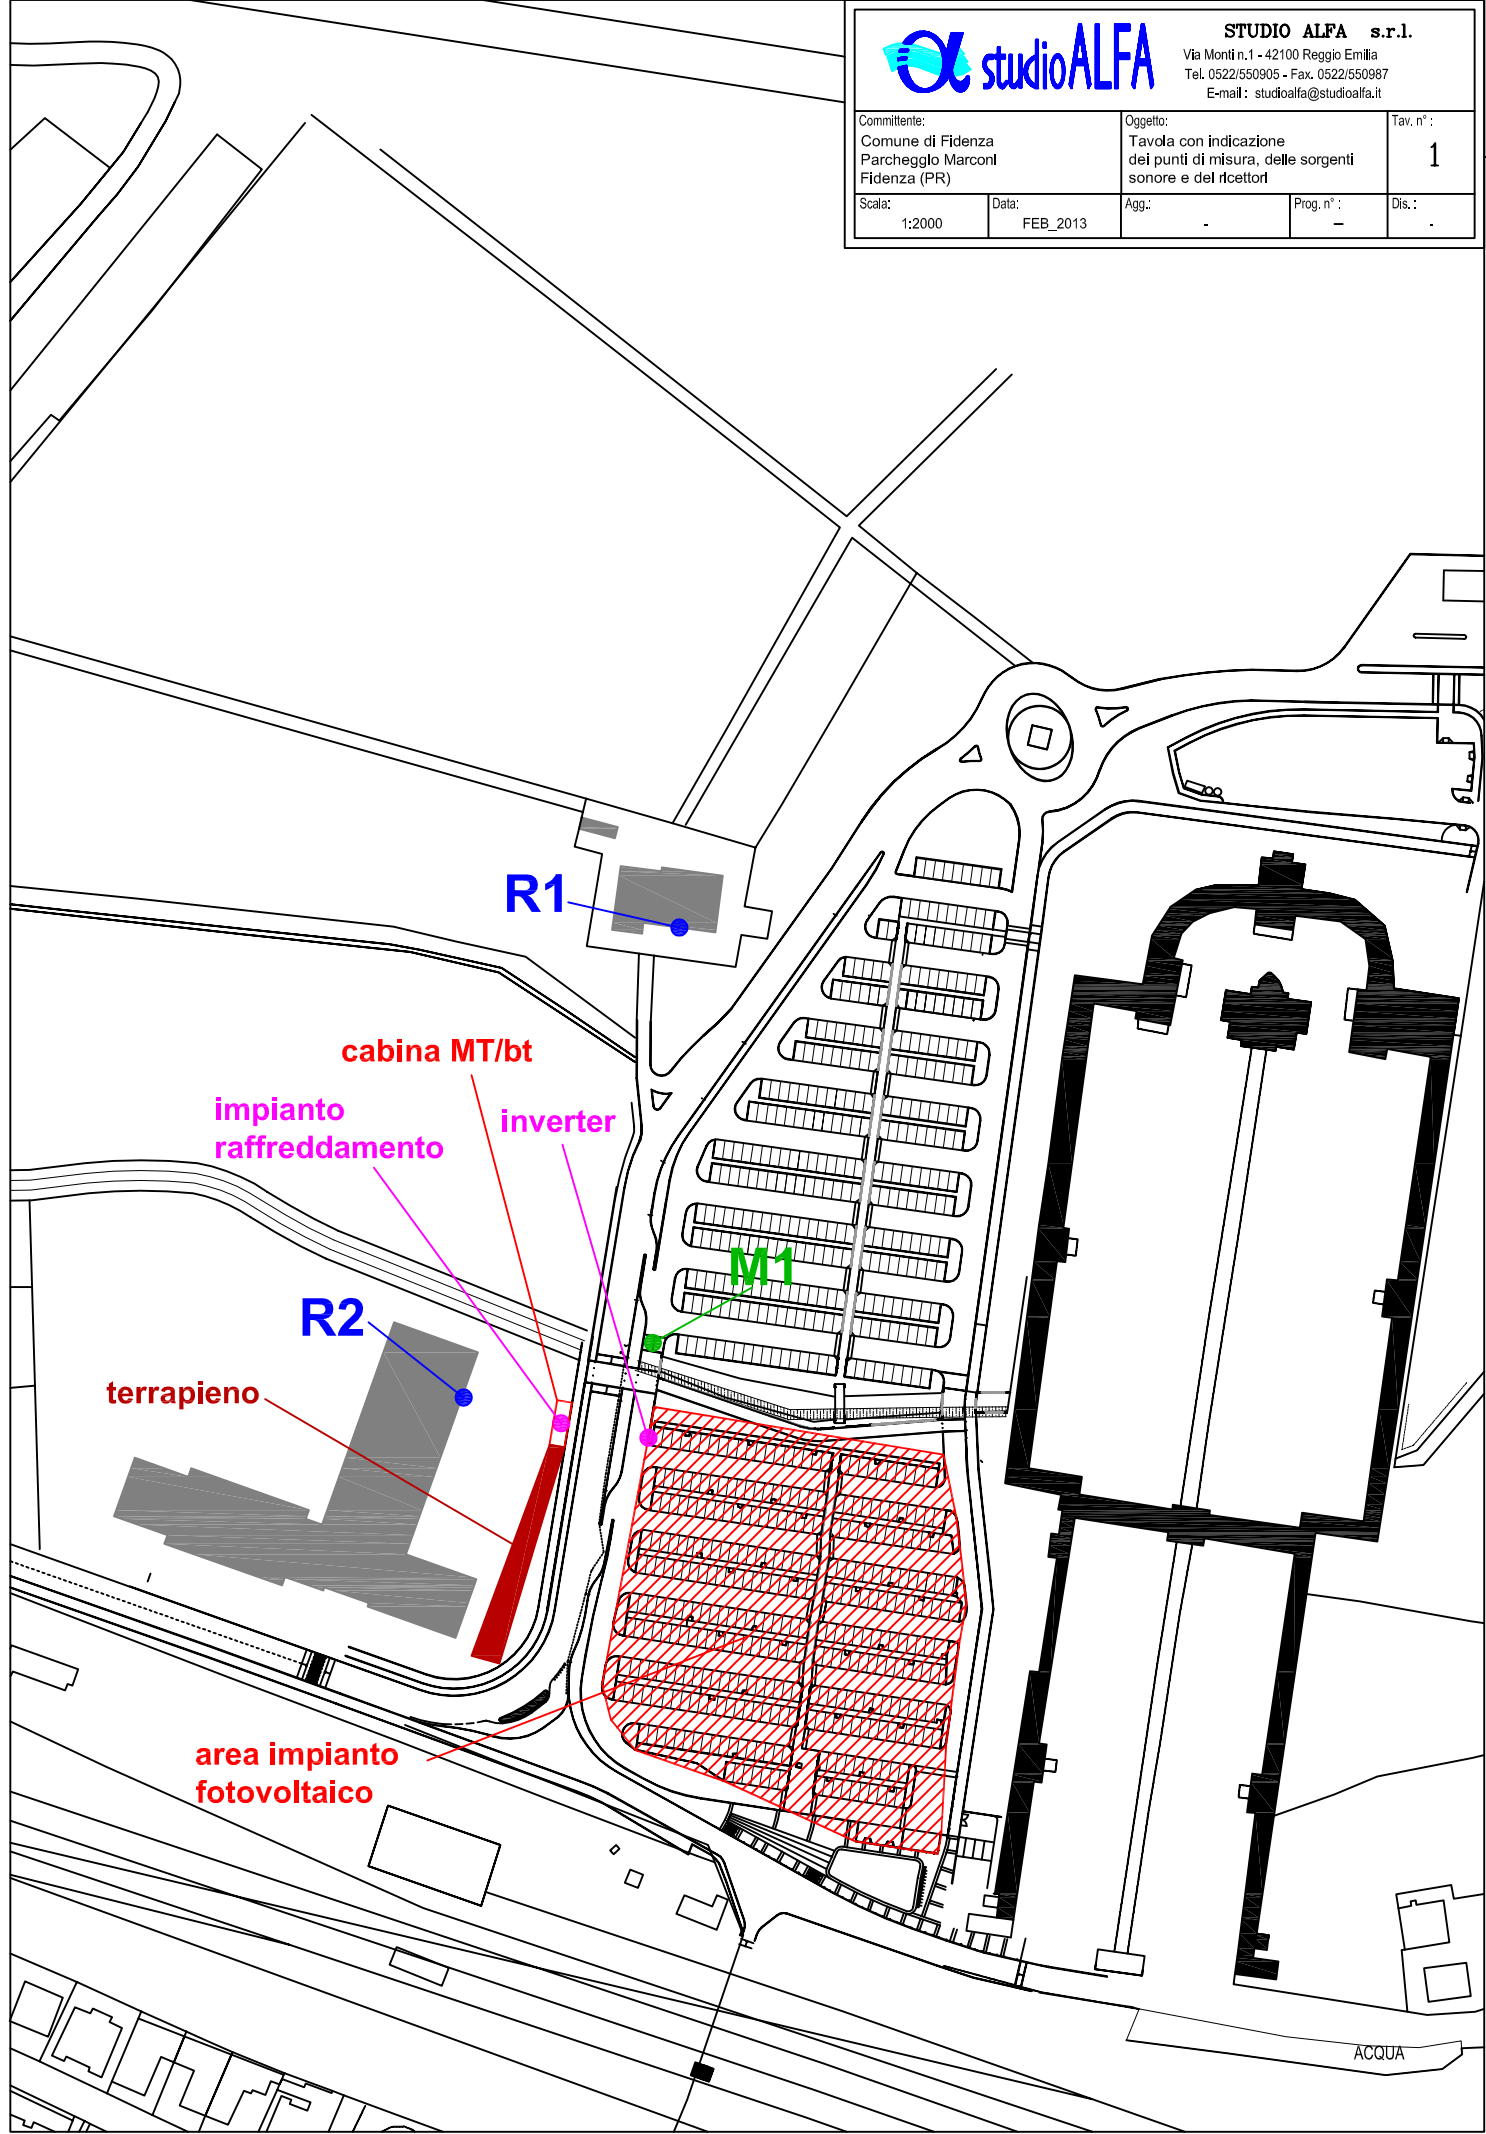 αstudioALFA
STUDIO ALFA s.r.l.
Via Monti n.1 - 42100 Reggio Emilia
Tel. 0522/550905 - Fax. 0522/550987
E-mail : studioalfa@studioalfa.it
Committente:
Comune di Fidenza
Parcheggio Marconi
Fidenza (PR)
Oggetto:
Tavola con indicazione
dei punti di misura, delle sorgenti
sonore e dei ricettori
Tav. n° :
1
Scala:
1:2000
Data:
FEB_2013
Agg.:
-
Prog. n° :
–
Dis. :
-
R1
cabina MT/bt
impianto
raffreddamento
inverter
M1
R2
terrapieno
area impianto
fotovoltaico
ACQUA